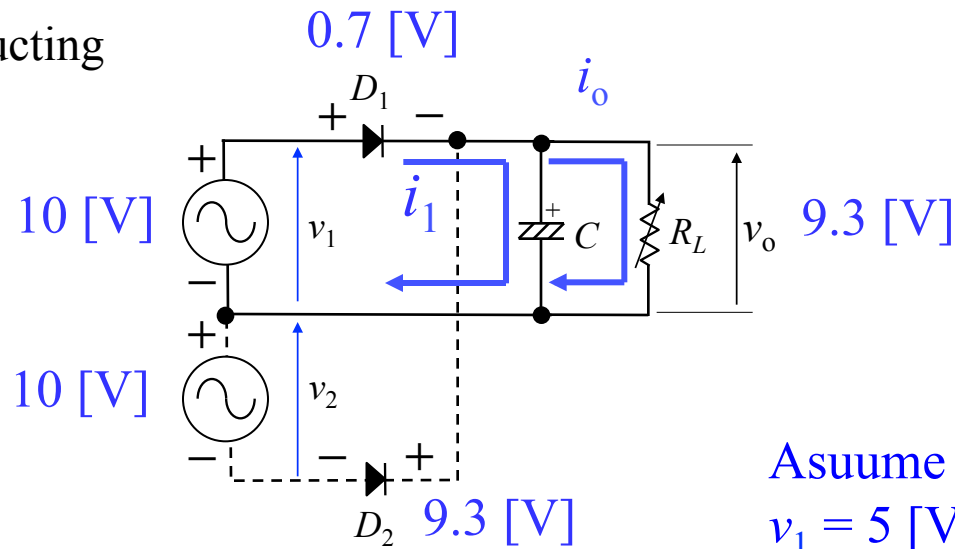 ucting
0.7 [V]
D1
+ −
io
+
10 [V]
v1
i1
+
C
RL
vo
9.3 [V]
−
+
10 [V]
v2
−
− +
D2
9.3 [V]
Asuume
v1 = 5 [V